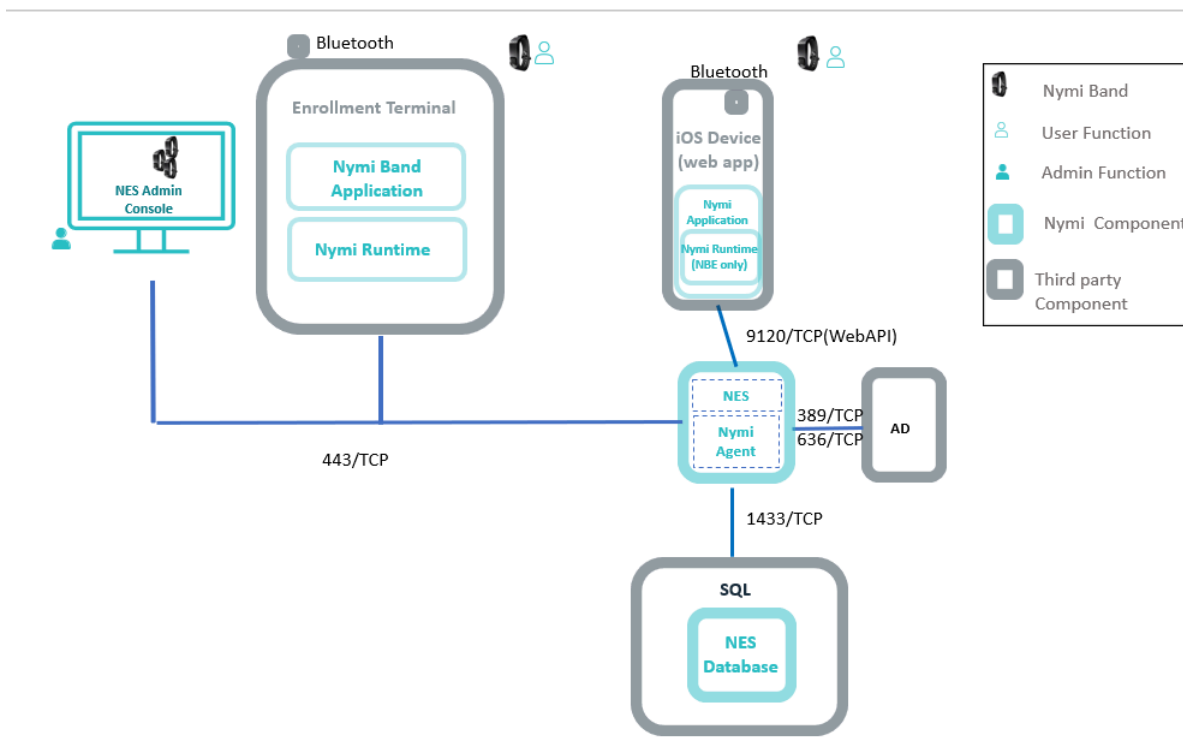 Bluetooth
Enrollment Terminal
Nymi Band
Application
Nymi Runtime
NES Admin
Console
Bluetooth
iOS Device
(web app)
Nymi
Application
Nymi Runtime
(NBE only)
9120/TCP(WebAPI)
NES
Nymi
Agent
389/TCP
636/TCP
AD
443/TCP
1433/TCP
SQL
NES
Database
Nymi Band
User Function
Admin Function
Nymi Component
Third party
Component